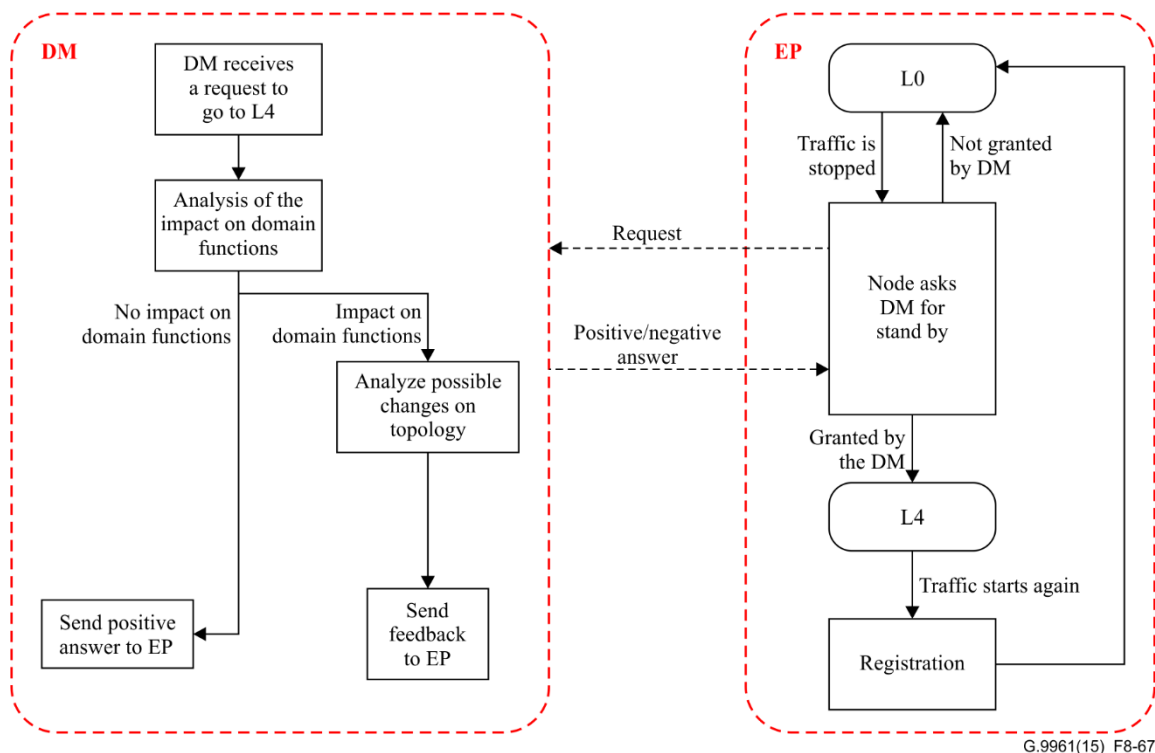 DM
DM receives
a request to
go to L4
Analysis of the
impact on domain
functions
No impact on
domain functions
Impact on
domain functions
Analyze possible
changes on
topology
Send positive
answer to EP
Send
feedback
to EP
Request
Positive/negative
answer
EP
L0
Traffic is
stopped
Not granted
by DM
Node asks
DM for
stand by
Granted by
the DM
L4
Traffic starts again
Registration
G.9961(15)_F8-67